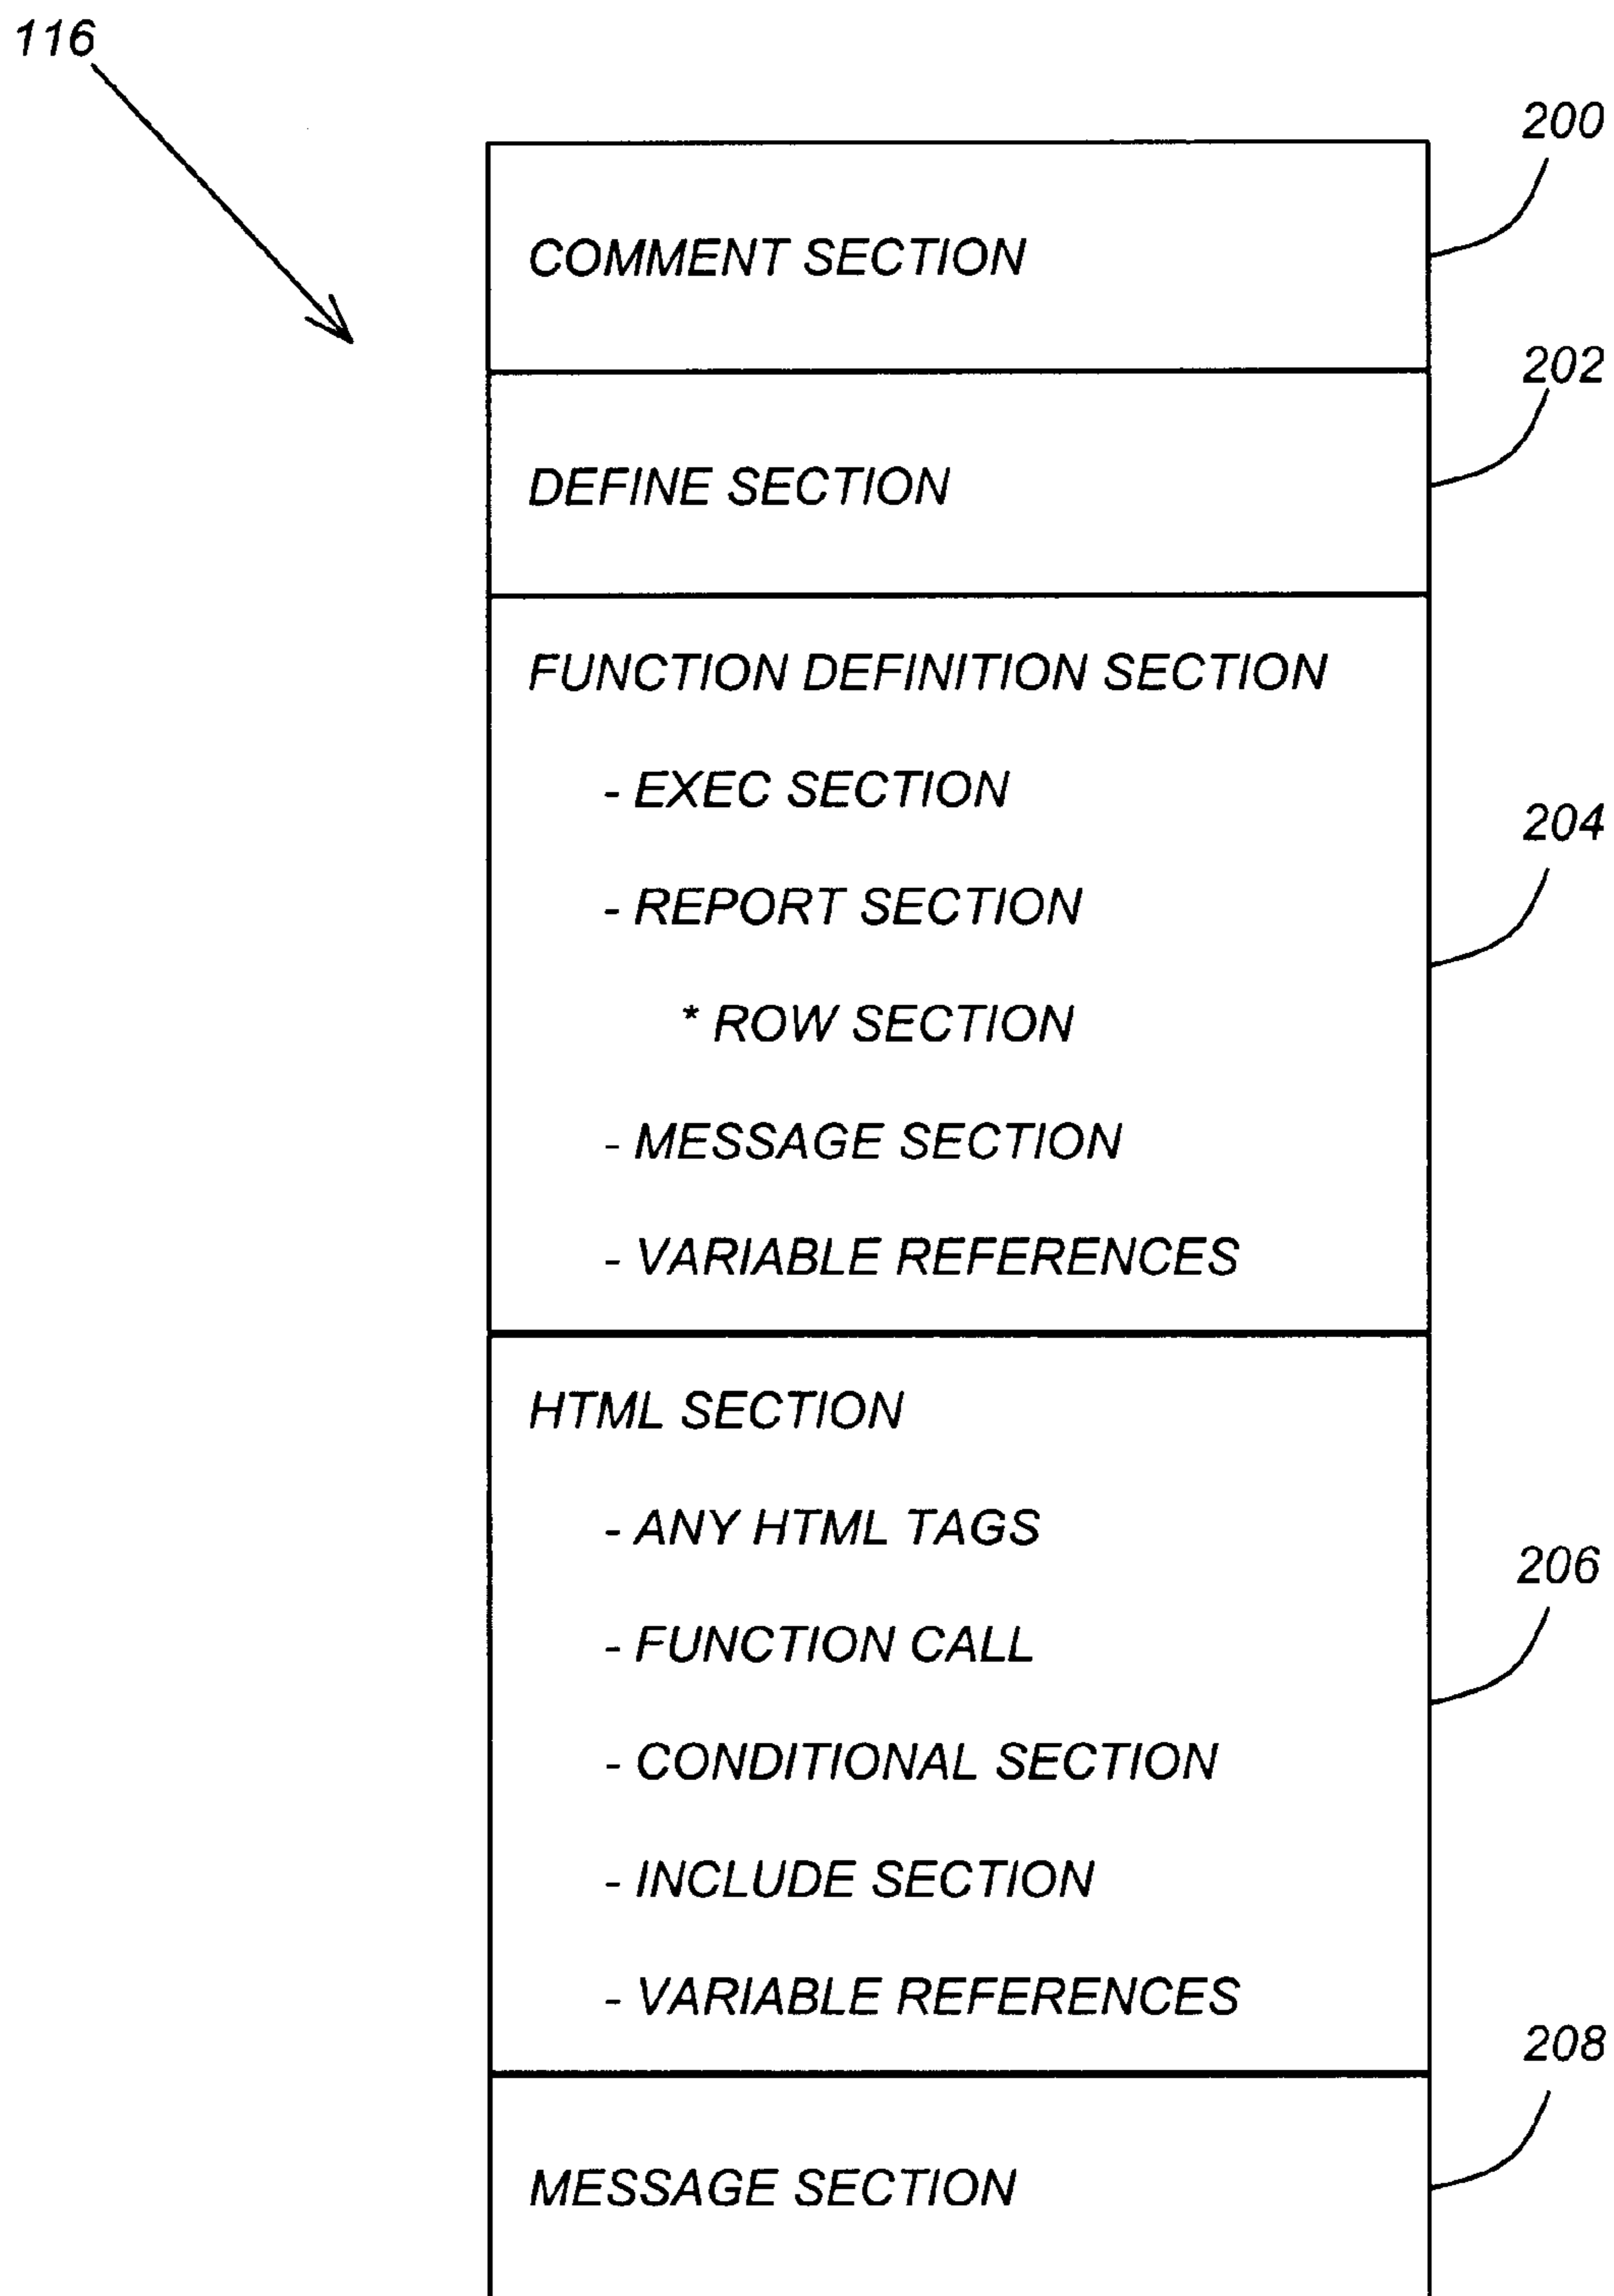 116
200
COMMENT SECTION
202
DEFINE SECTION
FUNCTION DEFINITION SECTION
- EXEC SECTION
204
- REPORT SECTION
* ROW SECTION
- MESSAGE SECTION
- VARIABLE REFERENCES
HTML SECTION
- ANY HTML TAGS
206
- FUNCTION CALL
- CONDITIONAL SECTION
- INCLUDE SECTION
- VARIABLE REFERENCES
208
MESSAGE SECTION